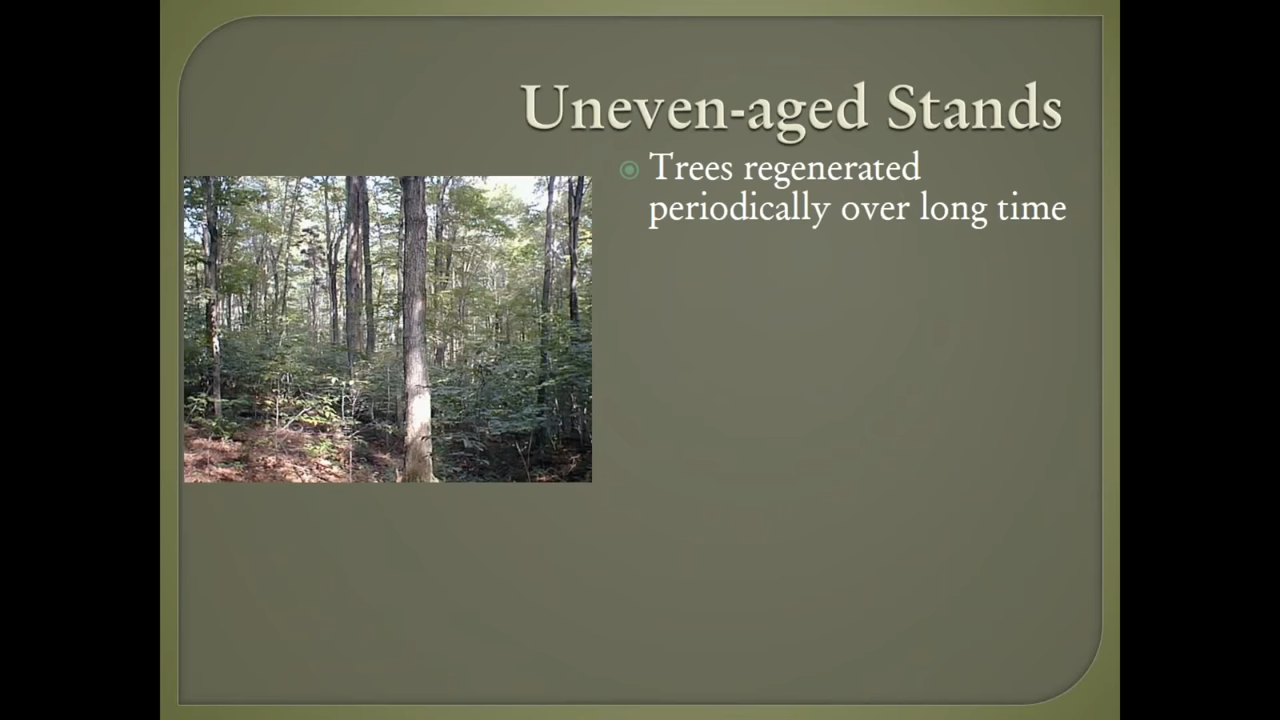 Uneven-aged Stands
Trees regenerated
periodically over long time